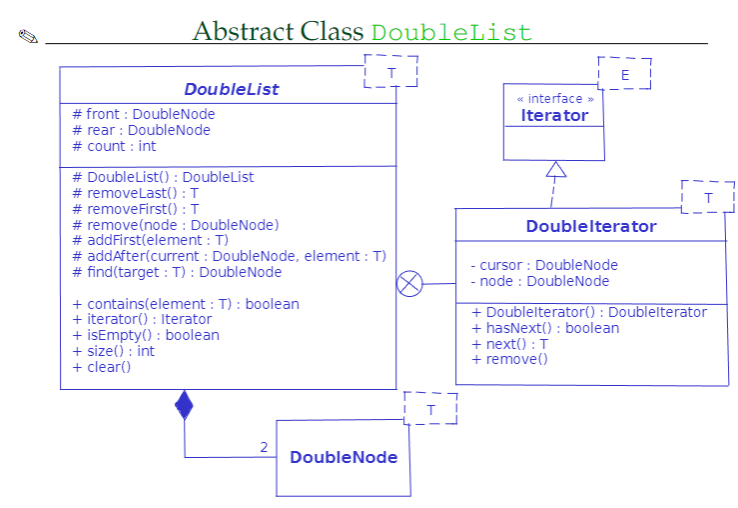 Abstract Class DoubleList
T
DoubleList
# front : DoubleNode
# rear : DoubleNode
# count : int
# DoubleList() : DoubleList
# removeLast() : T
# removeFirst() : T
# remove(node : DoubleNode)
# addFirst(element : T)
# addAfter(current : DoubleNode, element : T)
# find(target : T) : DoubleNode
+ contains(element : T) : boolean
+ iterator() : Iterator
+ isEmpty() : boolean
+ size() : int
+ clear()
E
« interface »
Iterator
T
DoubleIterator
- cursor : DoubleNode
- node : DoubleNode
+ DoubleIterator() : DoubleIterator
+ hasNext() : boolean
+ next() : T
+ remove()
T
2
DoubleNode